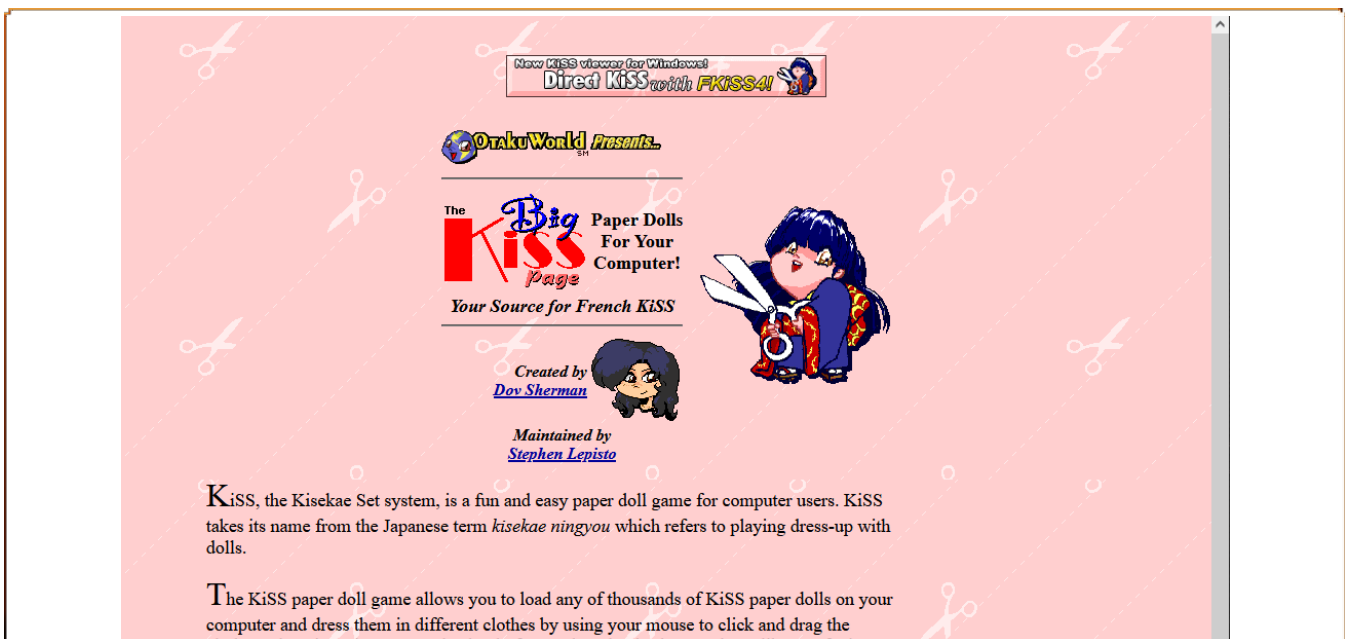 New KiSS viewer for Windows!
Direct KiSS with FKiSS4!
OtakuWorld Presents...
SM
The Big KiSS Page
Paper Dolls
For Your
Computer!
Your Source for French KiSS
Created by
Dov Sherman
Maintained by
Stephen Lepisto
KiSS, the Kisekae Set system, is a fun and easy paper doll game for computer users. KiSS
takes its name from the Japanese term kisekae ningyou which refers to playing dress-up with
dolls.
The KiSS paper doll game allows you to load any of thousands of KiSS paper dolls on your
computer and dress them in different clothes by using your mouse to click and drag the